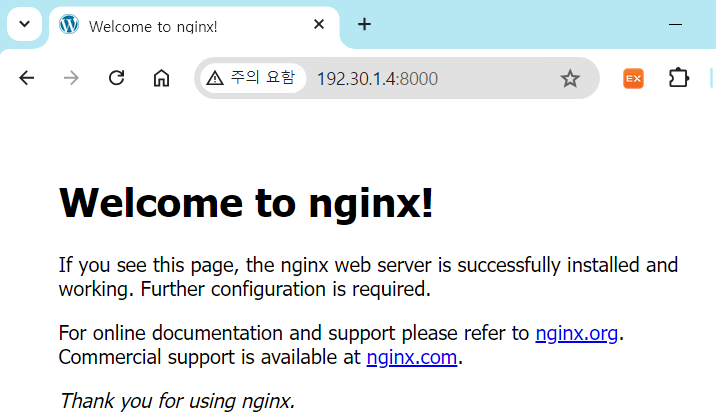 Welcome to nginx!
주의 요함 192.30.1.4:8000
EX
Welcome to nginx!
If you see this page, the nginx web server is successfully installed and
working. Further configuration is required.
For online documentation and support please refer to nginx.org.
Commercial support is available at nginx.com.
Thank you for using nginx.